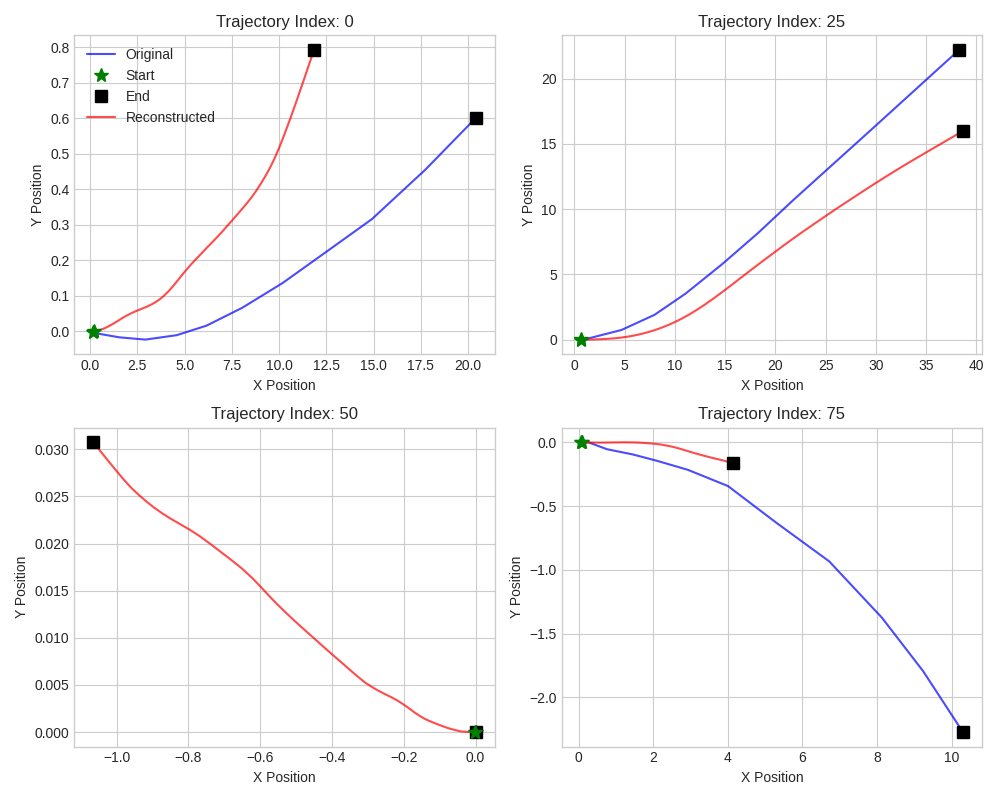 Trajectory Index: 0
Original
Start
End
Reconstructed
0.8
0.7
0.6
0.5
0.4
0.3
0.2
0.1
0.0
Y Position
0.0 2.5 5.0 7.5 10.0 12.5 15.0 17.5 20.0
X Position
Trajectory Index: 25
20
15
10
5
0
Y Position
0 5 10 15 20 25 30 35 40
X Position
Trajectory Index: 50
0.030
0.025
0.020
0.015
0.010
0.005
0.000
Y Position
−1.0 −0.8 −0.6 −0.4 −0.2 0.0
X Position
Trajectory Index: 75
0.0
−0.5
−1.0
−1.5
−2.0
Y Position
0 2 4 6 8 10
X Position